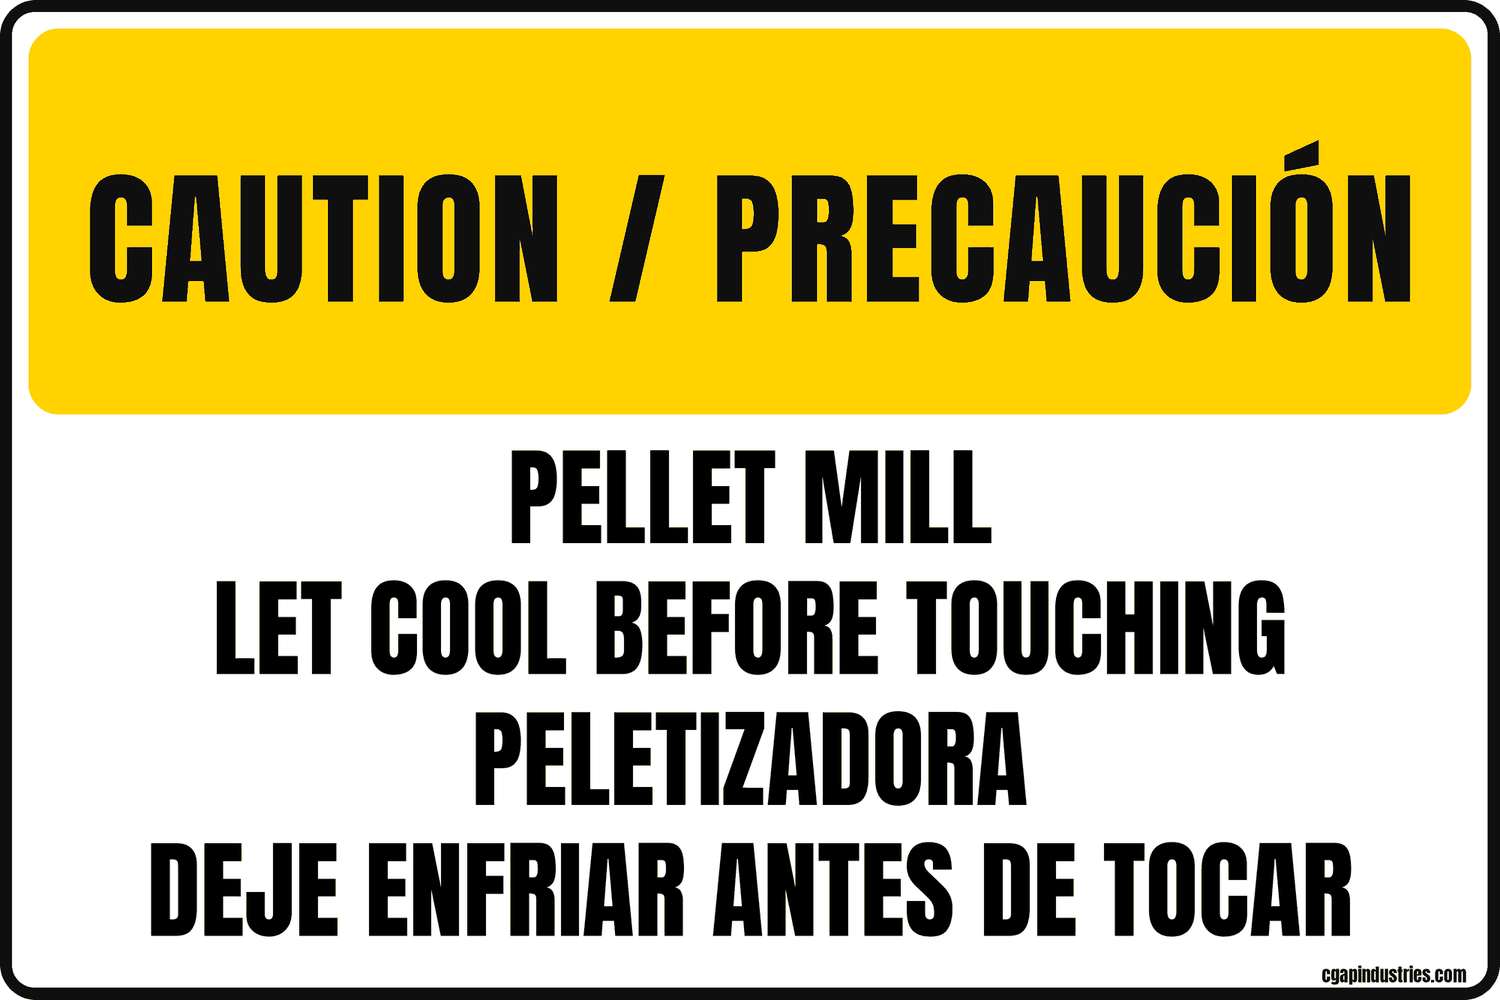 CAUTION / PRECAUCIÓN
PELLET MILL
LET COOL BEFORE TOUCHING
PELETIZADORA
DEJE ENFRIAR ANTES DE TOCAR
cgapindustries.com